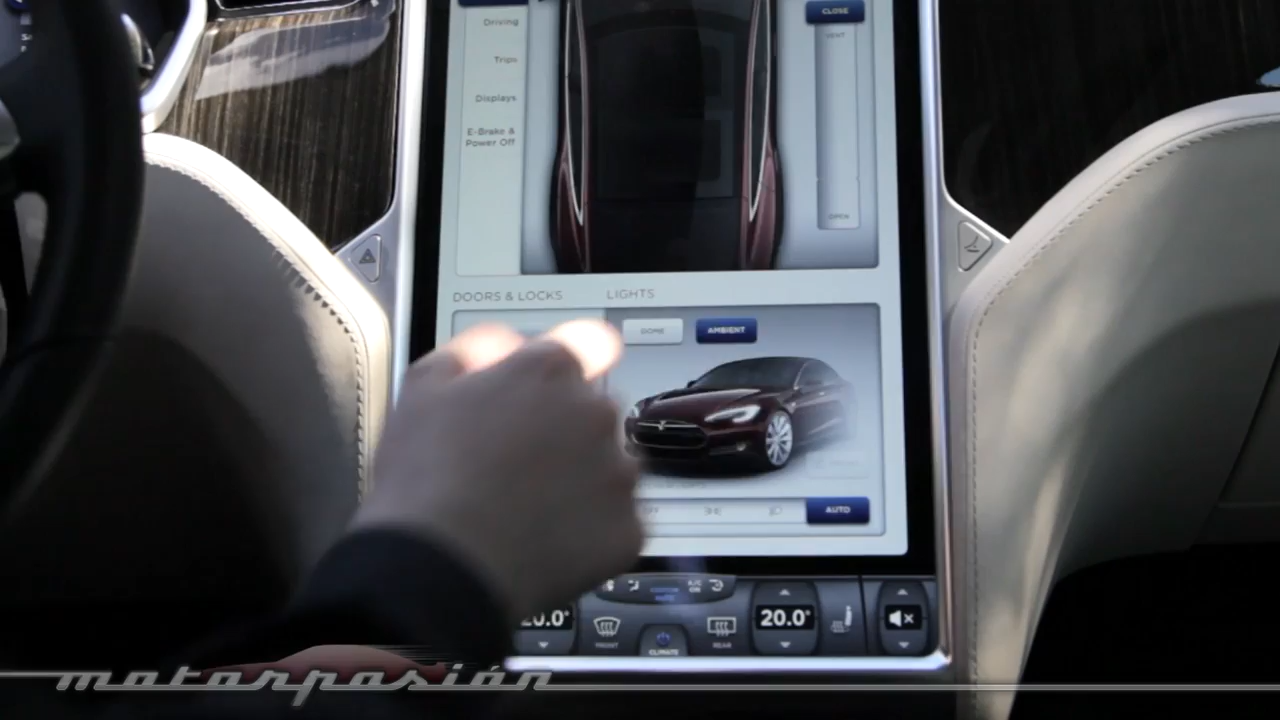 CLOSE
Driving
VENT
Trips
Displays
E-Brake &
Power Off
OPEN
DOORS & LOCKS
LIGHTS
DOME
AMBIENT
AUTO
A/C
ON
20.0°
20.0°
FRONT
CLIMATE
REAR
motorpasión